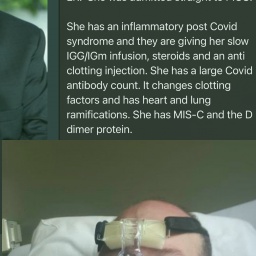 She has an inflammatory post Covid
syndrome and they are giving her slow
IGG/IGm infusion, steroids and an anti
clotting injection. She has a large Covid
antibody count. It changes clotting
factors and has heart and lung
ramifications. She has MIS-C and the D
dimer protein.